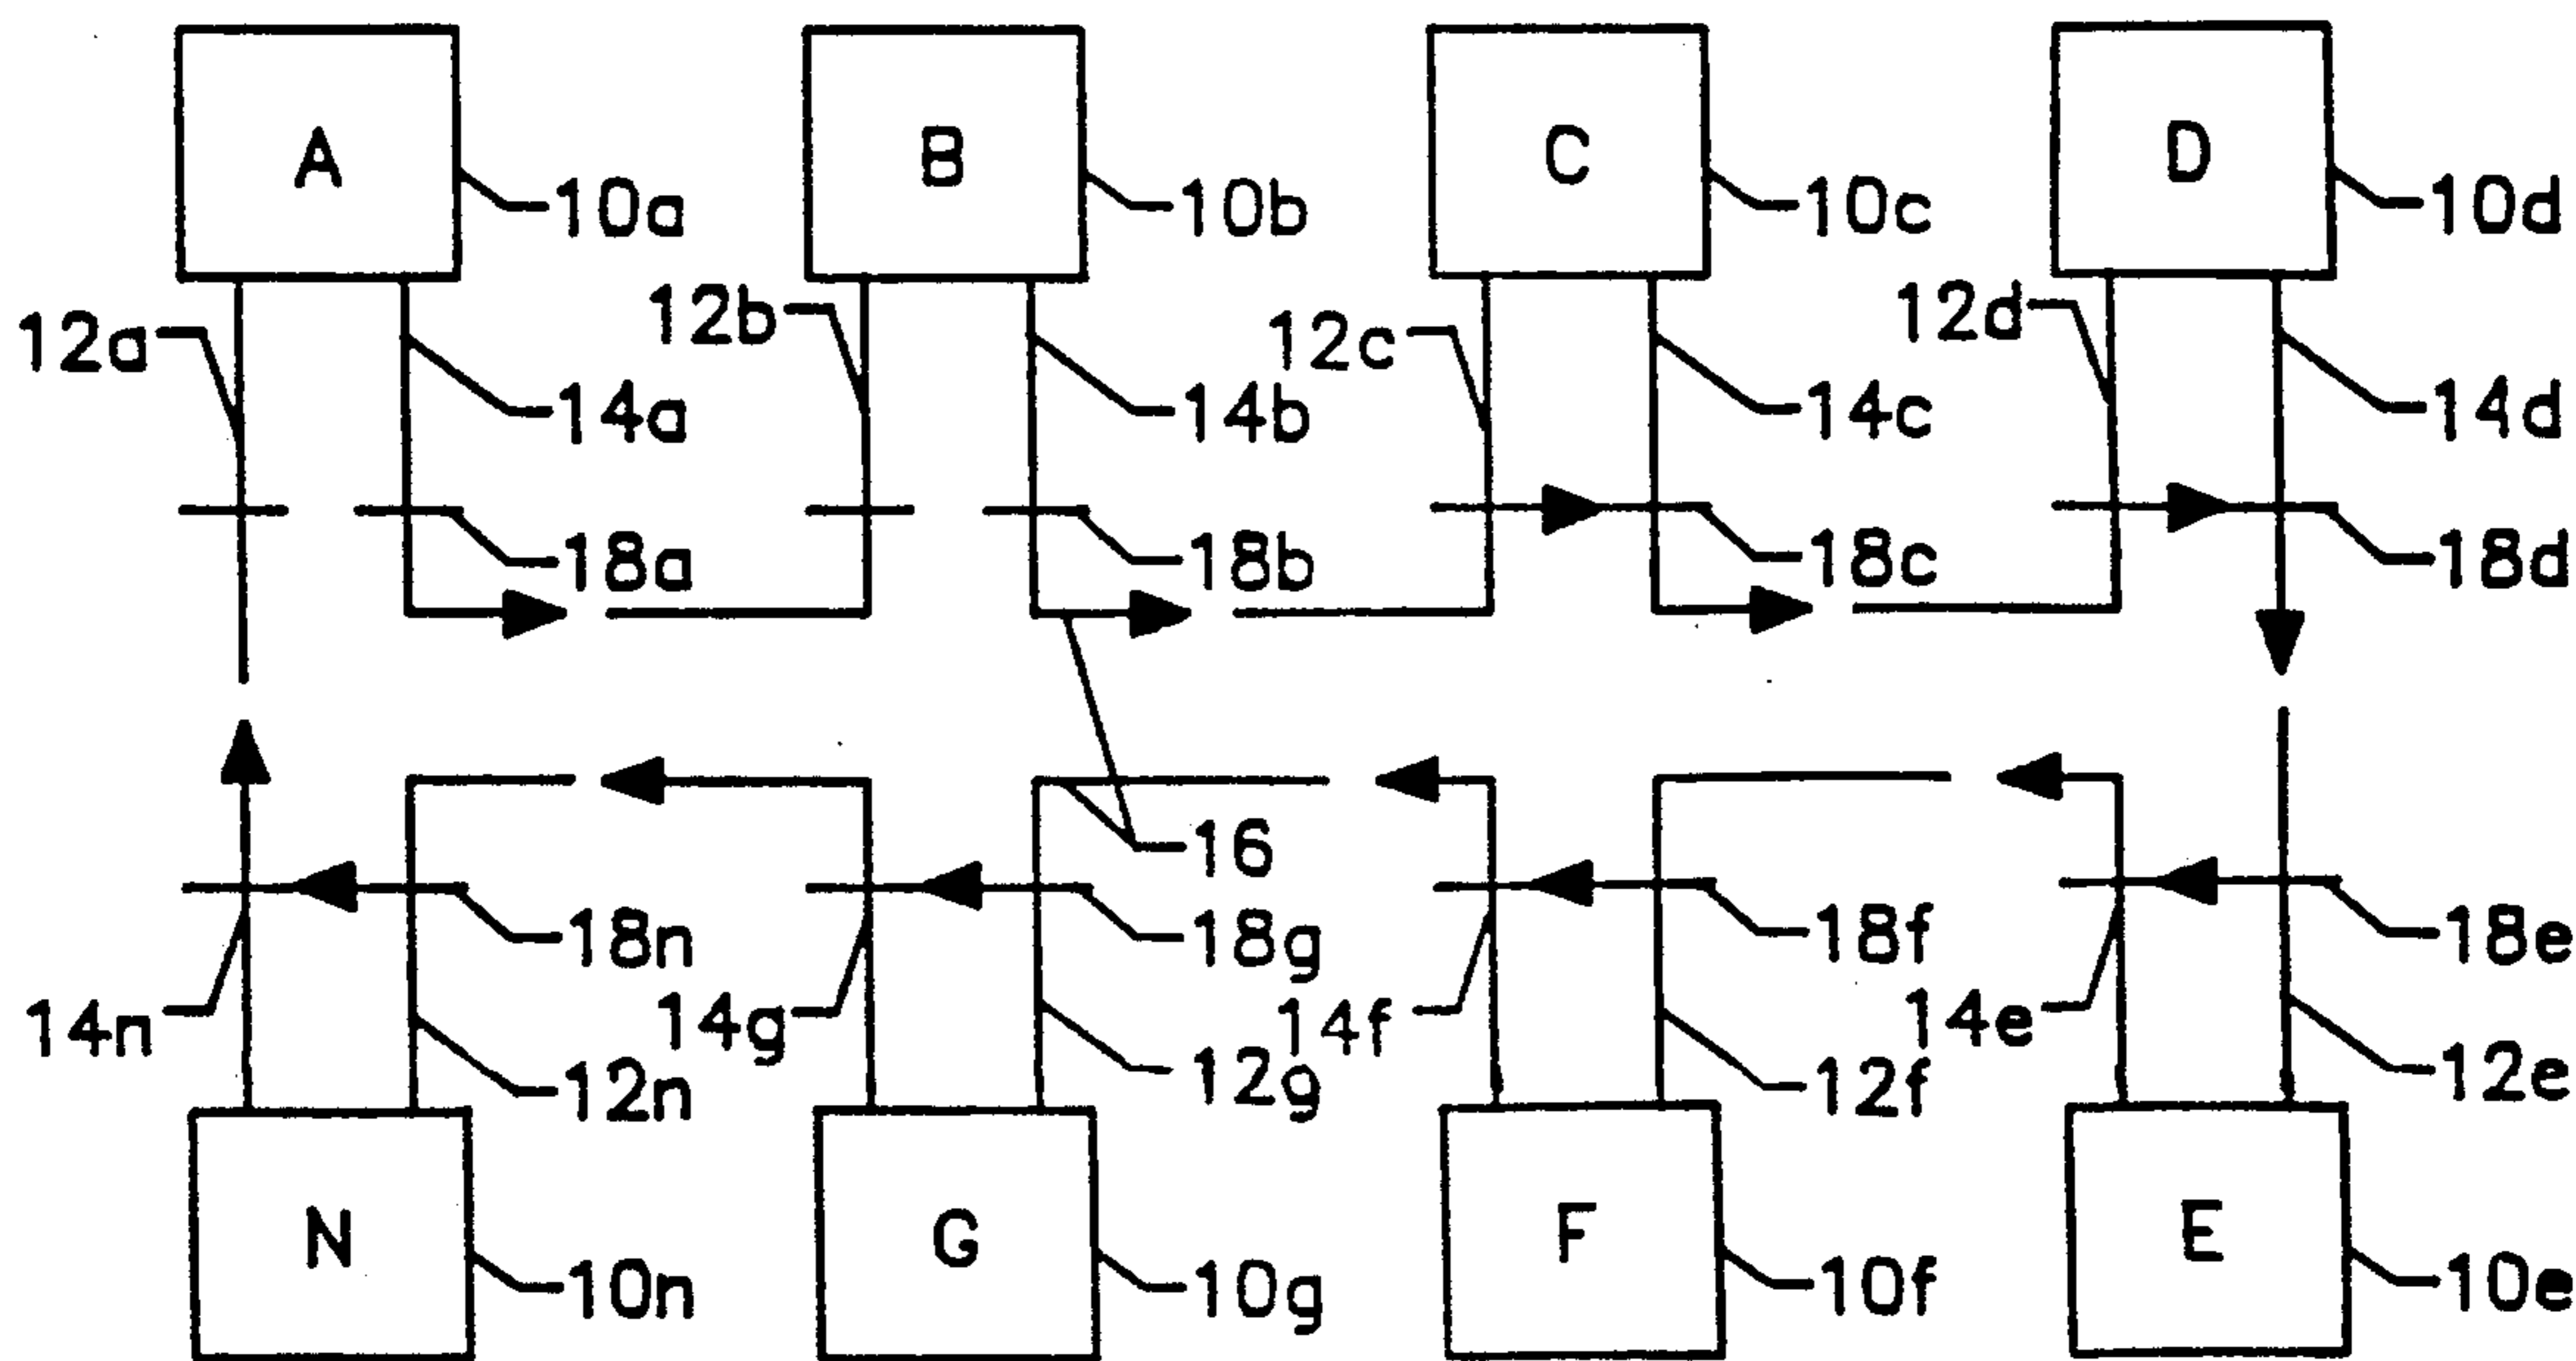 A B C D
10a 10b 10c 10d
12a 12b 12c 12d
14a 14b 14c 14d
18a 18b 18c 18d
16
18n 18g 18f 18e
14n 14g 14f 14e
12n 12g 12f 12e
N G F E
10n 10g 10f 10e